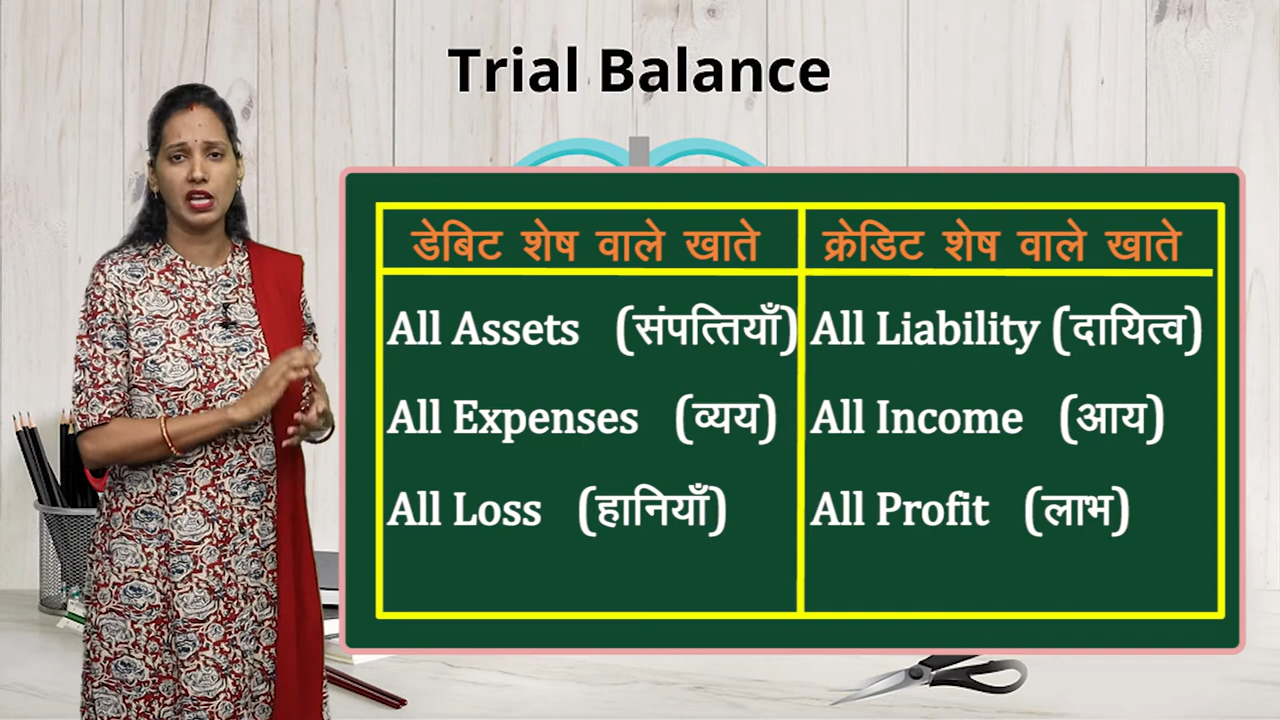 Trial Balance
डेबिट शेष वाले खाते
क्रेडिट शेष वाले खाते
All Assets (संपत्तियाँ)
All Liability (दायित्व)
All Expenses (व्यय)
All Income (आय)
All Loss (हानियाँ)
All Profit (लाभ)